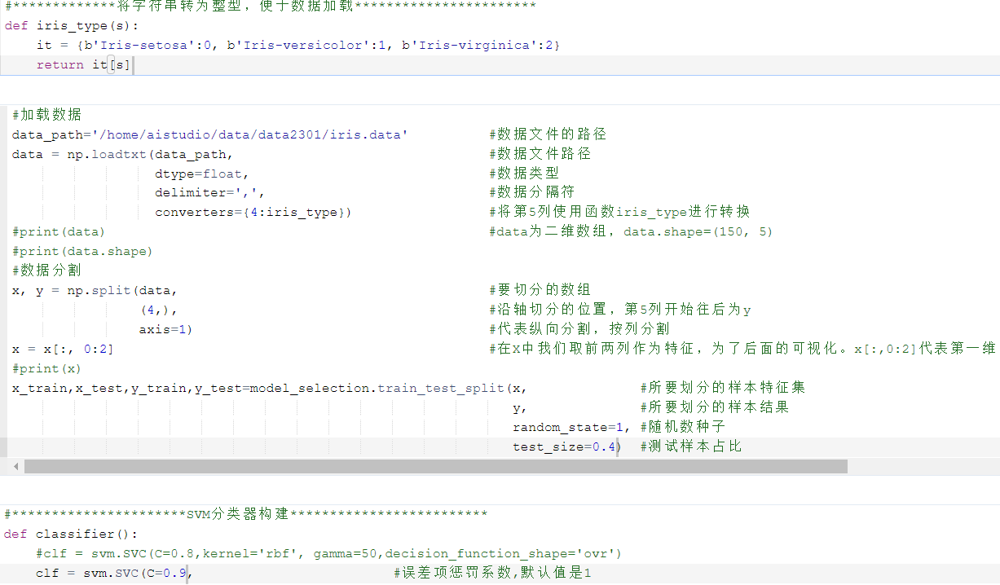 #*************将字符串转为整型，便于数据加载***********************
def iris_type(s):
    it = {b'Iris-setosa':0, b'Iris-versicolor':1, b'Iris-virginica':2}
    return it[s]
#加载数据
data_path='/home/aistudio/data/data2301/iris.data'    #数据文件的路径
data = np.loadtxt(data_path,    #数据文件路径
                  dtype=float,    #数据类型
                  delimiter=',',    #数据分隔符
                  converters={4:iris_type})    #将第5列使用函数iris_type进行转换
#print(data)    #data为二维数组，data.shape=(150, 5)
#print(data.shape)
#数据分割
x, y = np.split(data,    #要切分的数组
                (4,),    #沿轴切分的位置，第5列开始往后为y
                axis=1)    #代表纵向分割，按列分割
x = x[:, 0:2]    #在X中我们取前两列作为特征，为了后面的可视化。x[:,0:2]代表第一维
#print(x)
x_train,x_test,y_train,y_test=model_selection.train_test_split(x,    #所要划分的样本特征集
                                                               y,    #所要划分的样本结果
                                                               random_state=1, #随机数种子
                                                               test_size=0.4)  #测试样本占比
#**********************SVM分类器构建*************************
def classifier():
    #clf = svm.SVC(C=0.8,kernel='rbf', gamma=50,decision_function_shape='ovr')
    clf = svm.SVC(C=0.9,    #误差项惩罚系数,默认值是1